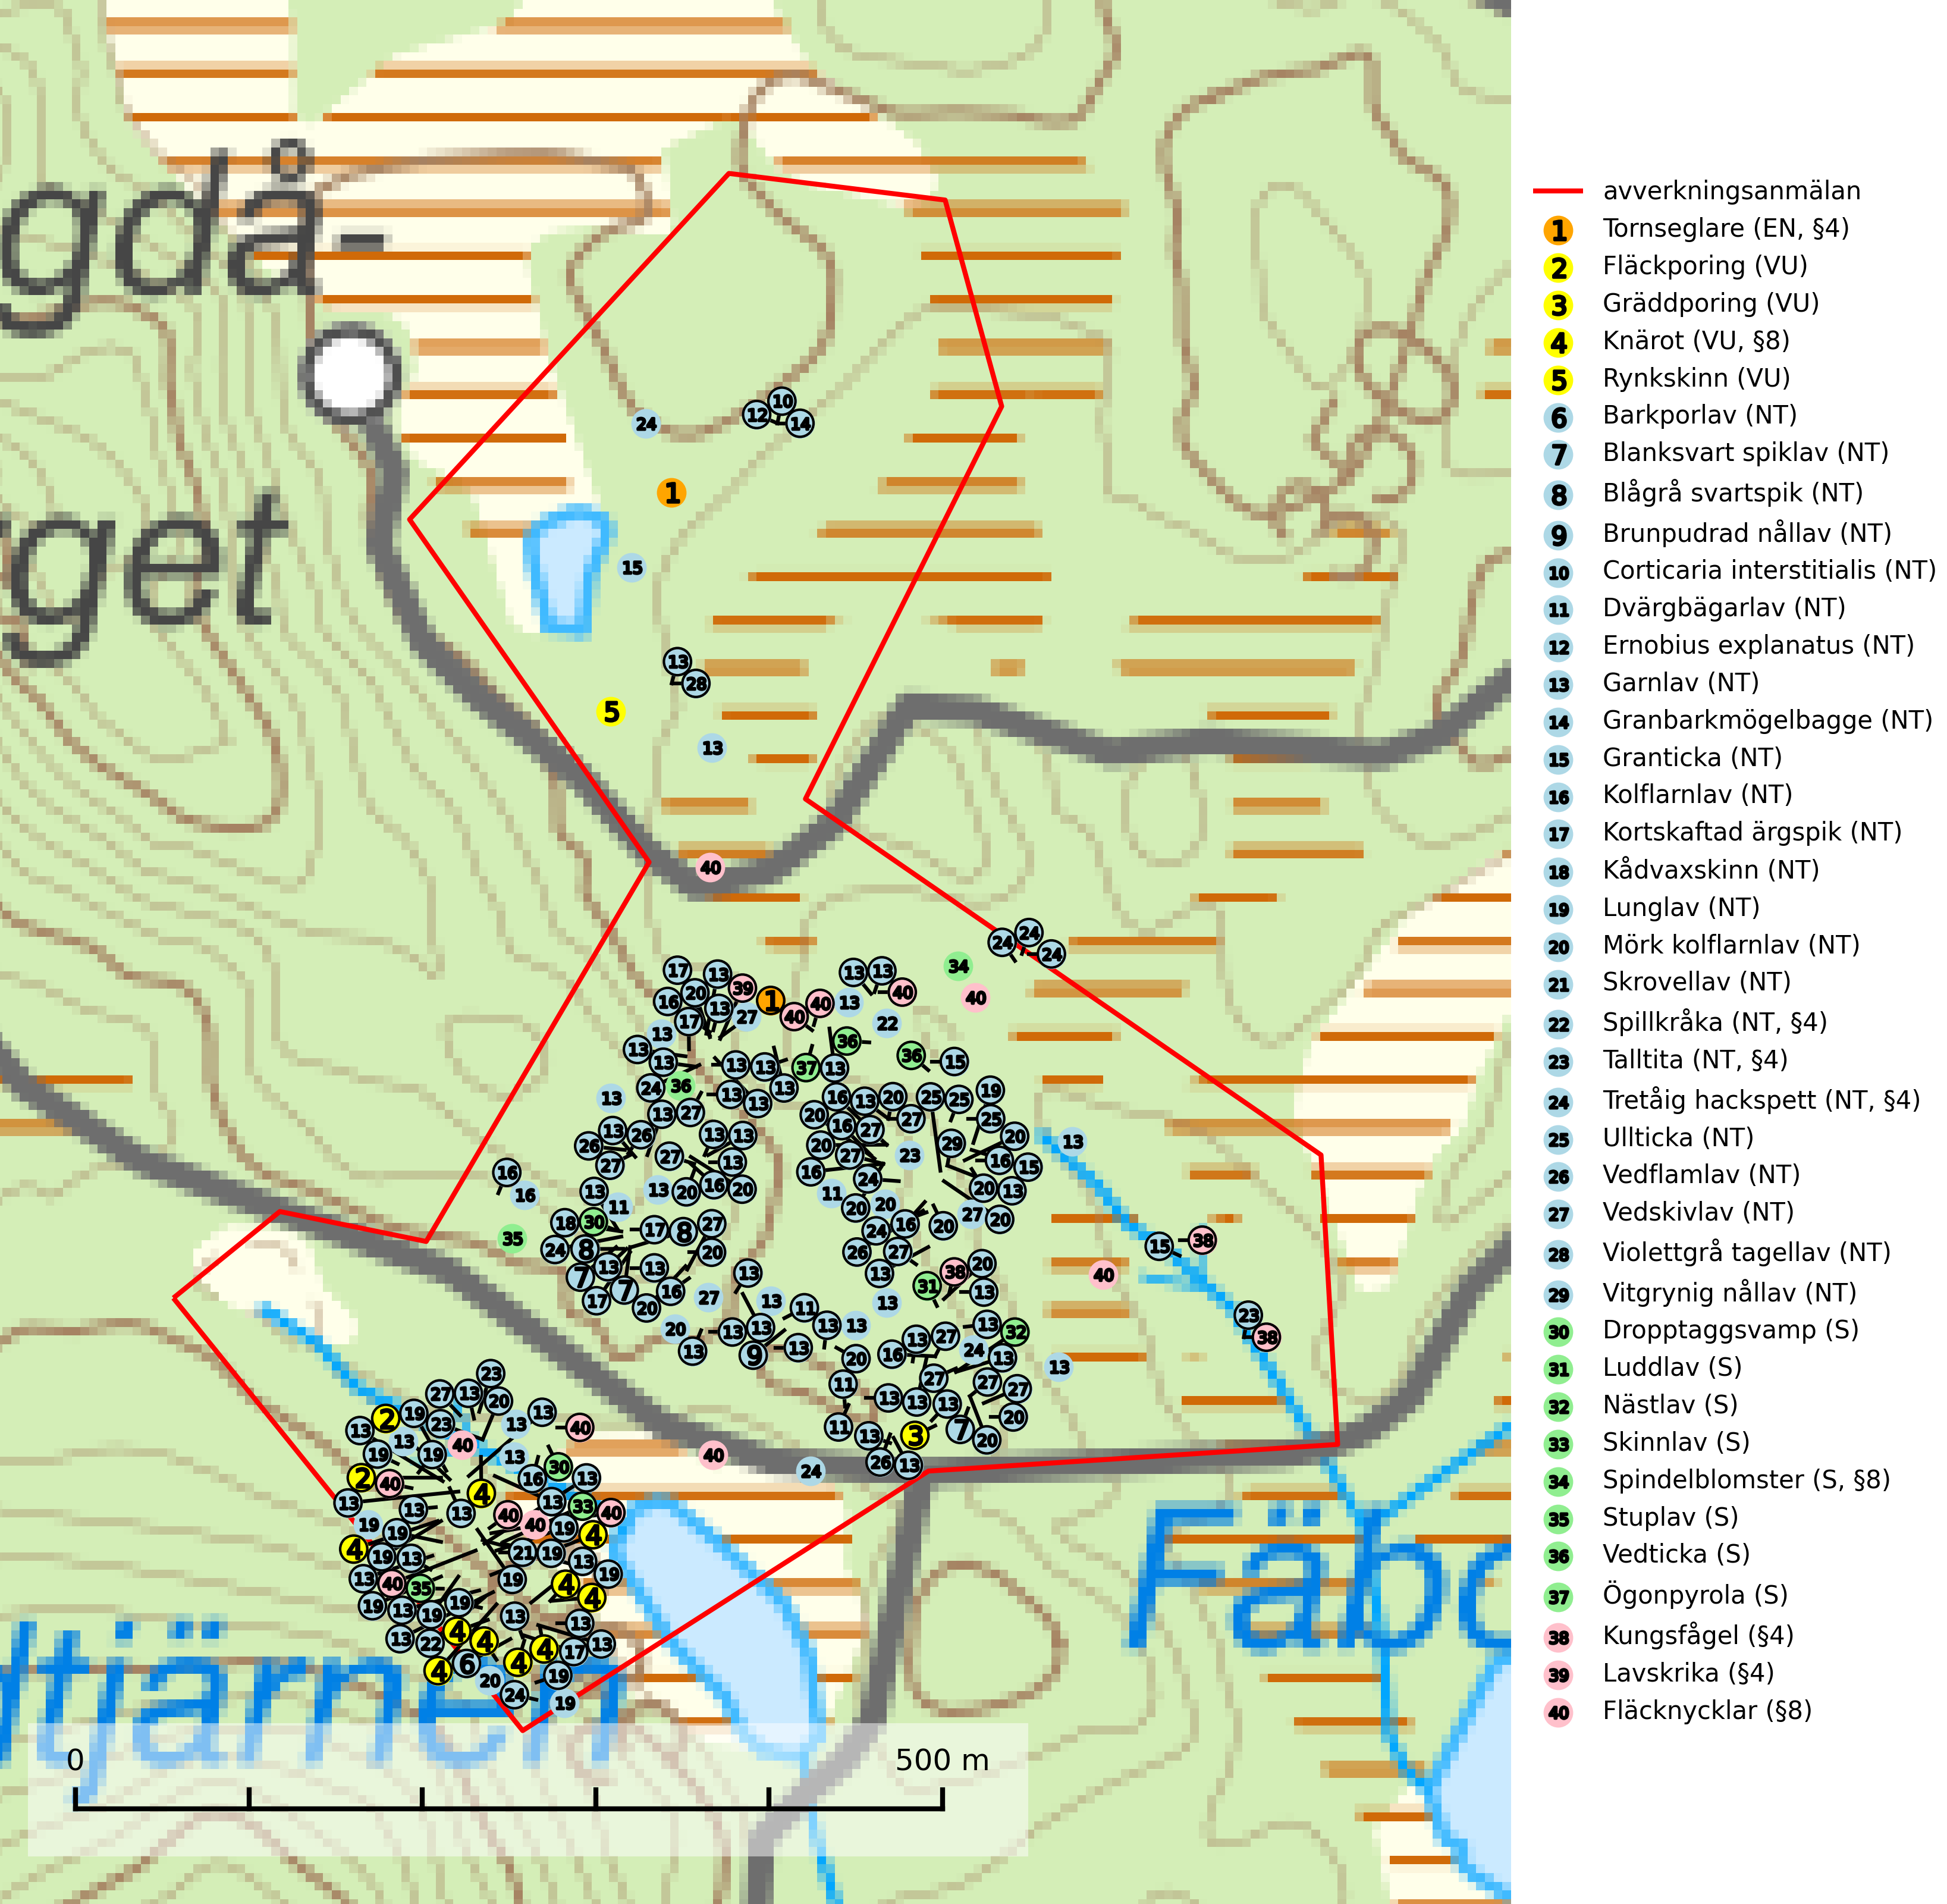 gdå-
get
ltjärnen
Fäbo
0
500 m
avverkningsanmälan
1 Tornseglare (EN, §4)
2 Fläckporing (VU)
3 Gräddporing (VU)
4 Knärot (VU, §8)
5 Rynkskinn (VU)
6 Barkporlav (NT)
7 Blanksvart spiklav (NT)
8 Blågrå svartspik (NT)
9 Brunpudrad nållav (NT)
10 Corticaria interstitialis (NT)
11 Dvärgbägarlav (NT)
12 Ernobius explanatus (NT)
13 Garnlav (NT)
14 Granbarkmögelbagge (NT)
15 Granticka (NT)
16 Kolflarnlav (NT)
17 Kortskaftad ärgspik (NT)
18 Kådvaxskinn (NT)
19 Lunglav (NT)
20 Mörk kolflarnlav (NT)
21 Skrovellav (NT)
22 Spillkråka (NT, §4)
23 Talltita (NT, §4)
24 Tretåig hackspett (NT, §4)
25 Ullticka (NT)
26 Vedflamlav (NT)
27 Vedskivlav (NT)
28 Violettgrå tagellav (NT)
29 Vitgrynig nållav (NT)
30 Dropptaggsvamp (S)
31 Luddlav (S)
32 Nästlav (S)
33 Skinnlav (S)
34 Spindelblomster (S, §8)
35 Stuplav (S)
36 Vedticka (S)
37 Ögonpyrola (S)
38 Kungsfågel (§4)
39 Lavskrika (§4)
40 Fläcknycklar (§8)